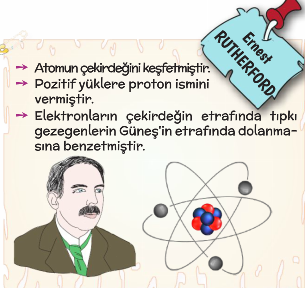 Ernest
RUTHERFORD
→ Atomun çekirdeğini keşfetmiştir.
→ Pozitif yüklere proton ismini
vermiştir.
→ Elektronların çekirdeğin etrafında tıpkı
gezegenlerin Güneş'in etrafında dolanma-
sına benzetmiştir.